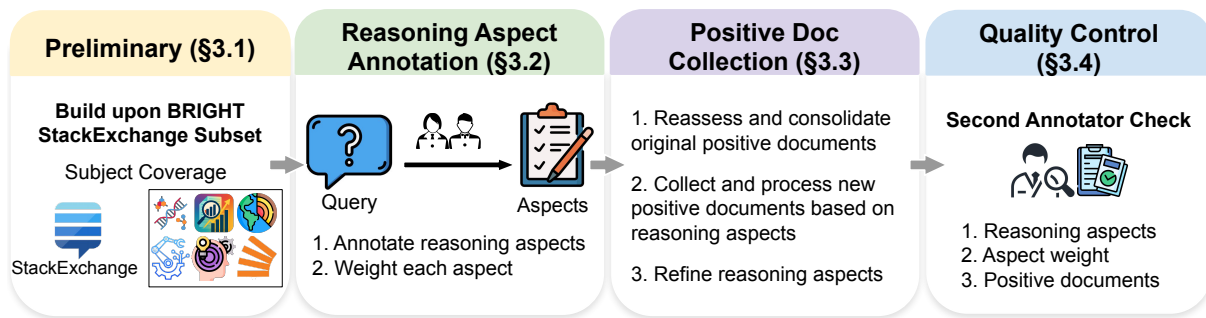 Preliminary (§3.1)
Build upon BRIGHT
StackExchange Subset
Subject Coverage
StackExchange
Reasoning Aspect
Annotation (§3.2)
Query
Aspects
1. Annotate reasoning aspects
2. Weight each aspect
Positive Doc
Collection (§3.3)
1. Reassess and consolidate
original positive documents
2. Collect and process new
positive documents based on
reasoning aspects
3. Refine reasoning aspects
Quality Control
(§3.4)
Second Annotator Check
1. Reasoning aspects
2. Aspect weight
3. Positive documents